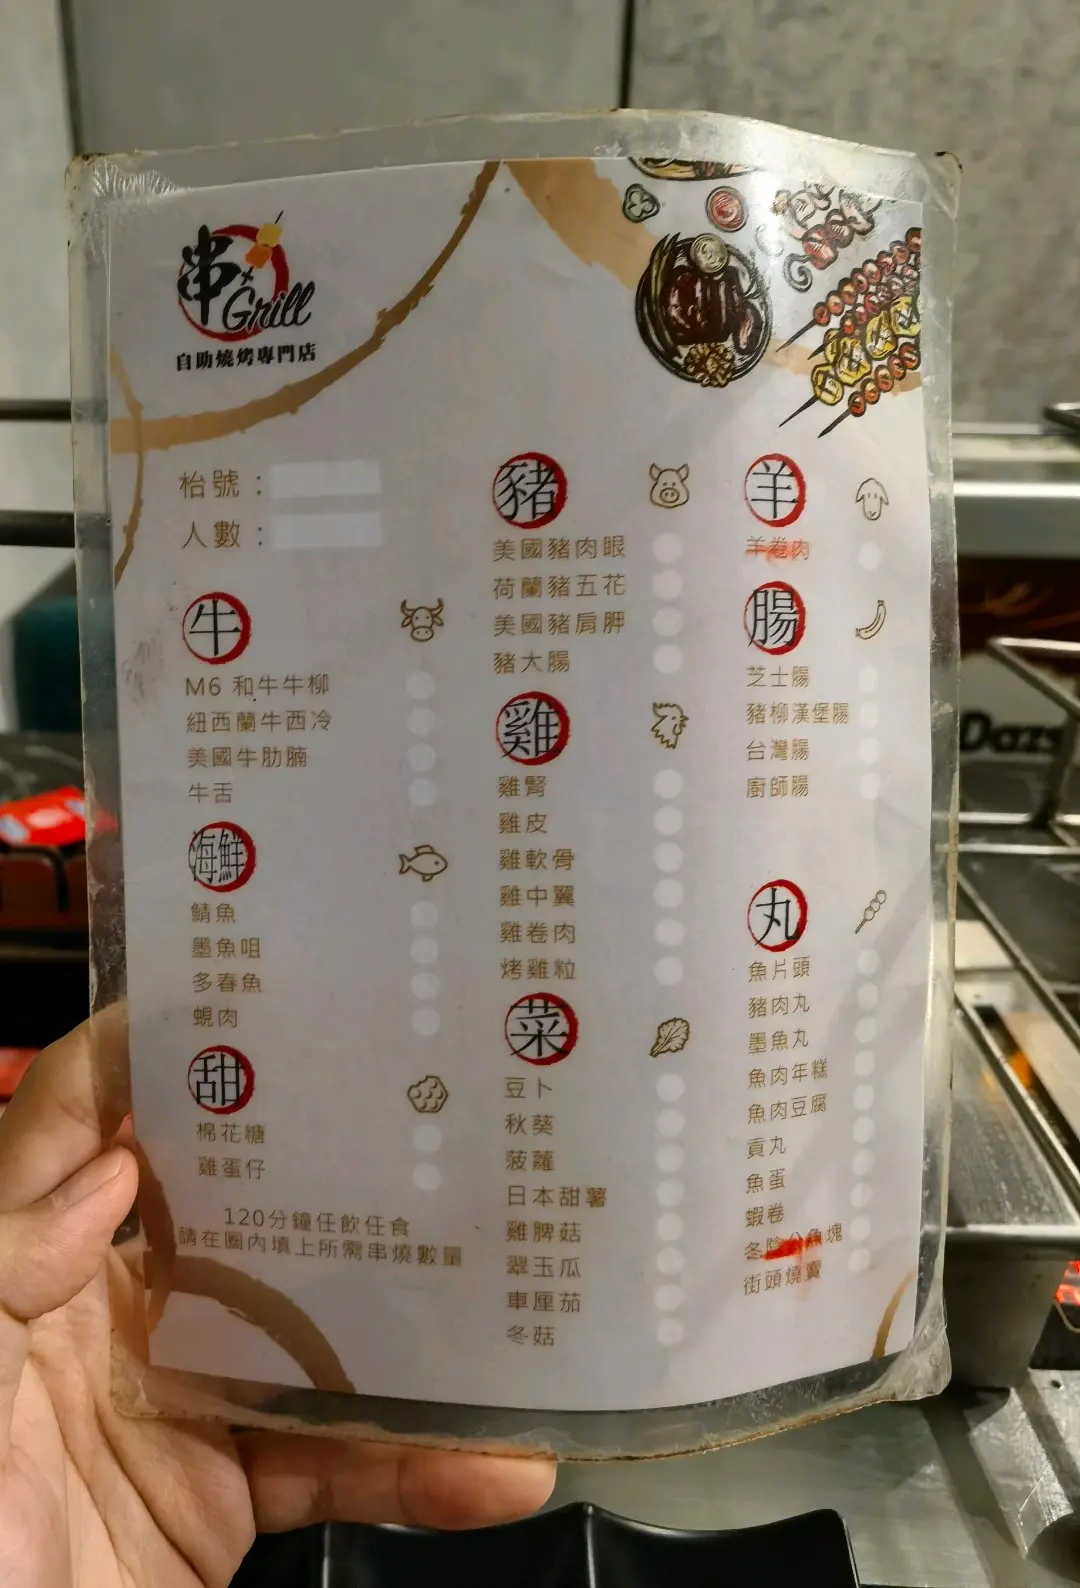 串×Grill
自助燒烤專門店
枱號：
人數：
牛
M6 和牛牛柳
紐西蘭牛西冷
美國牛肋腩
牛舌
海鮮
鯖魚
墨魚咀
多春魚
蜆肉
甜
棉花糖
雞蛋仔
120分鐘任飲任食
請在圈內填上所需串燒數量
豬
美國豬肉眼
荷蘭豬五花
美國豬肩胛
豬大腸
雞
雞腎
雞皮
雞軟骨
雞中翼
雞卷肉
烤雞粒
菜
豆卜
秋葵
菠蘿
日本甜薯
雞脾菇
翠玉瓜
車厘茄
冬菇
羊
羊卷肉
腸
芝士腸
豬柳漢堡腸
台灣腸
廚師腸
丸
魚片頭
豬肉丸
墨魚丸
魚肉年糕
魚肉豆腐
貢丸
魚蛋
蝦卷
冬陰公魚塊
街頭燒賣
Dazs